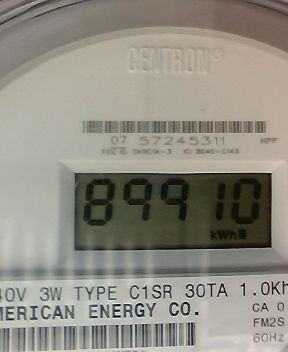 CENTRON®
07 57245311 HPP
89910
kWh
40V 3W TYPE C1SR 30TA 1.0Kh
MERICAN ENERGY CO.
CA 0
FM2S
60Hz